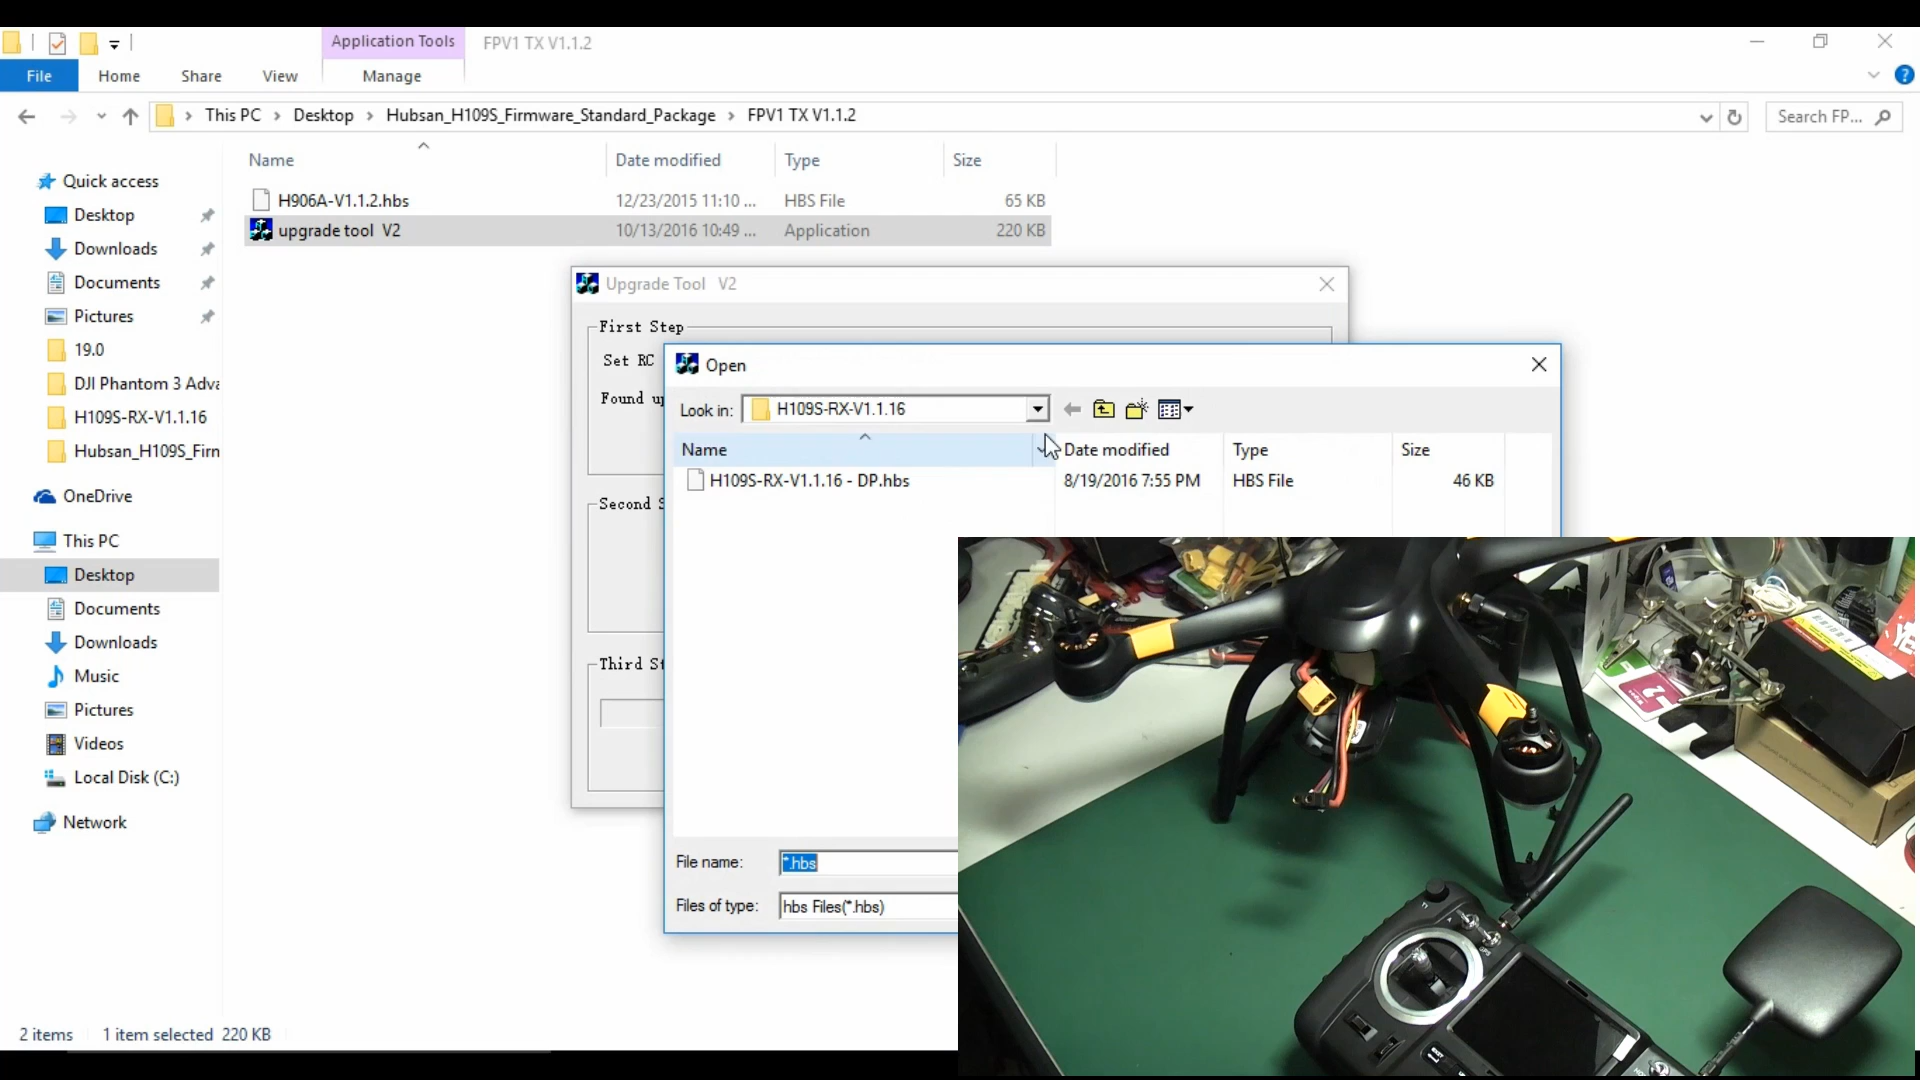 Application Tools
FPV1 TX V1.1.2
File
Home
Share
View
Manage
This PC
Desktop
Hubsan_H109S_Firmware_Standard_Package
FPV1 TX V1.1.2
Search FP...
Name
Date modified
Type
Size
H906A-V1.1.2.hbs
12/23/2015 11:10 ...
HBS File
65 KB
upgrade tool V2
10/13/2016 10:49 ...
Application
220 KB
Quick access
Desktop
Downloads
Documents
Pictures
19.0
DJI Phantom 3 Adva
H109S-RX-V1.1.16
Hubsan_H109S_Firm
OneDrive
This PC
Desktop
Documents
Downloads
Music
Pictures
Videos
Local Disk (C:)
Network
Upgrade Tool V2
First Step
Set RC
Found up
Second S
Third St
Open
Look in:
H109S-RX-V1.1.16
Name
Date modified
Type
Size
H109S-RX-V1.1.16 - DP.hbs
8/19/2016 7:55 PM
HBS File
46 KB
File name:
*.hbs
Files of type:
hbs Files(*.hbs)
2 items
1 item selected 220 KB